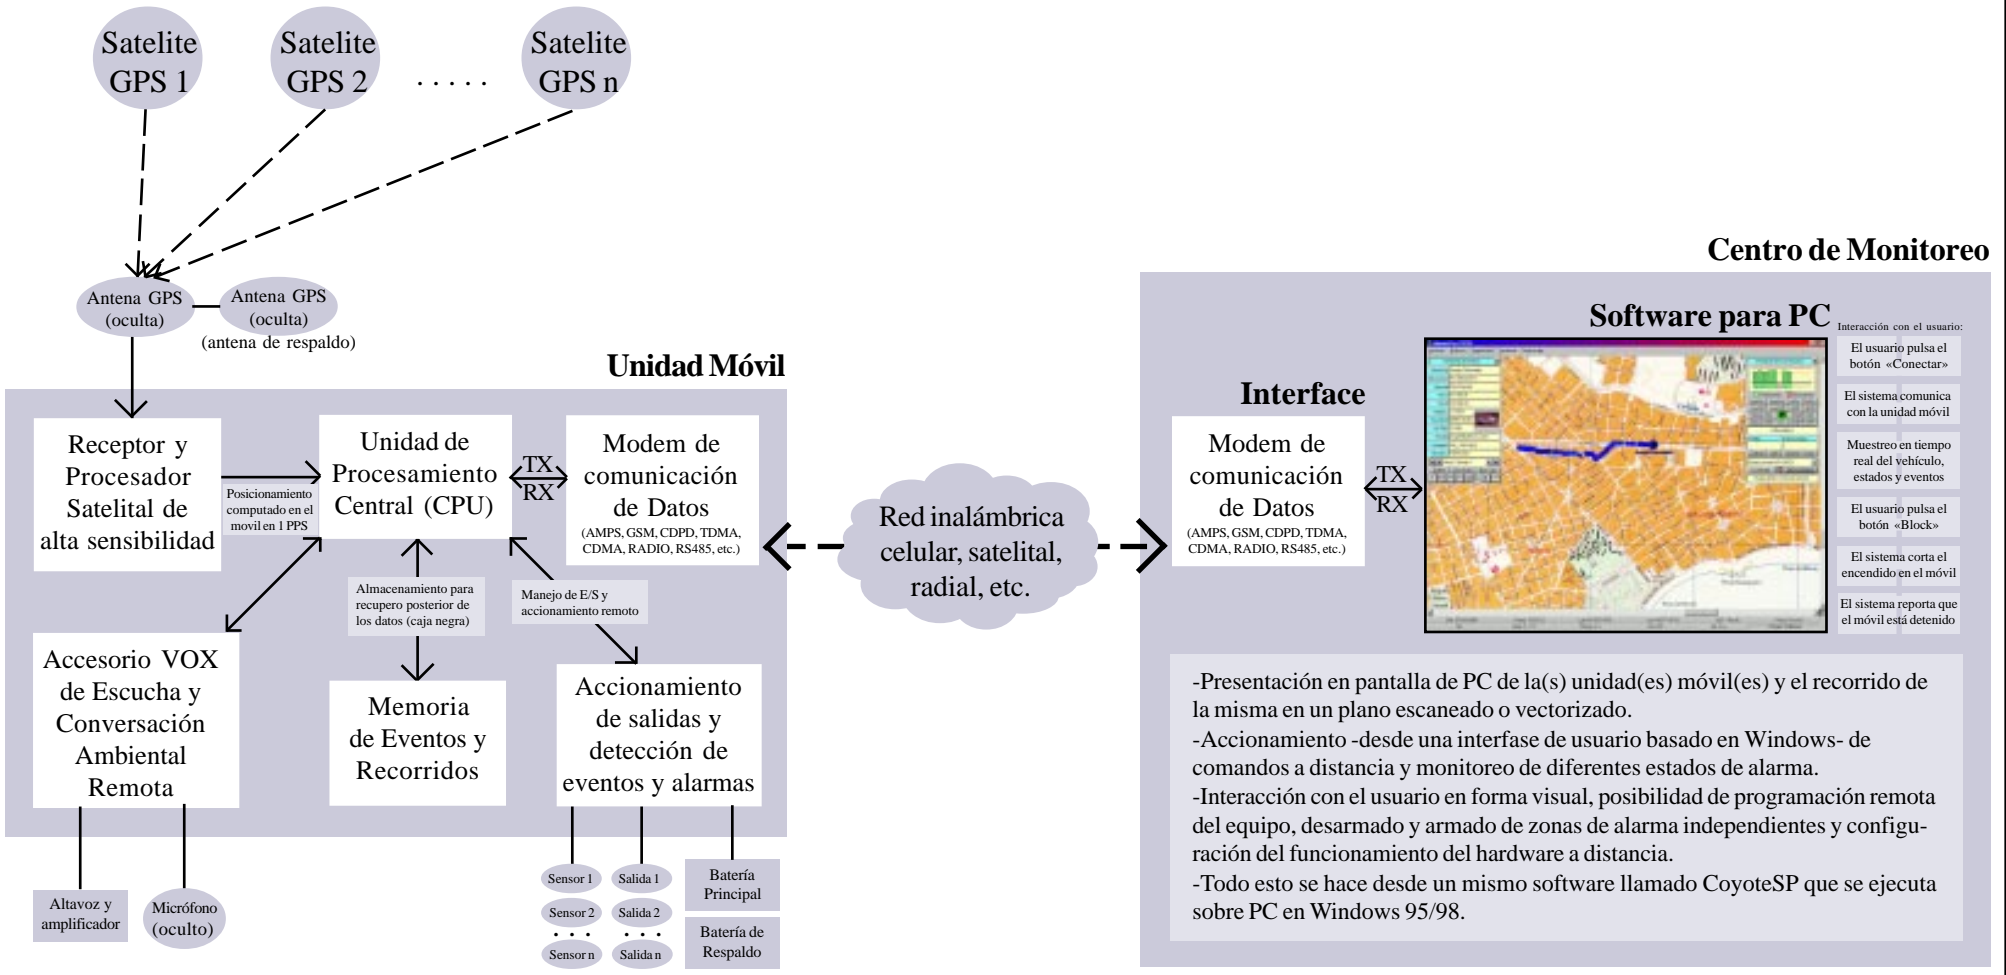 Satelite
GPS 1
Satelite
GPS 2
. . . . .
Satelite
GPS n
Antena GPS
(oculta)
Antena GPS
(oculta)
(antena de respaldo)
Unidad Móvil
Receptor y
Procesador
Satelital de
alta sensibilidad
Posicionamiento
computado en el
movil en 1 PPS
Unidad de
Procesamiento
Central (CPU)
TX
RX
Modem de
comunicación
de Datos
(AMPS, GSM, CDPD, TDMA,
CDMA, RADIO, RS485, etc.)
Almacenamiento para
recupero posterior de
los datos (caja negra)
Manejo de E/S y
accionamiento remoto
Accesorio VOX
de Escucha y
Conversación
Ambiental
Remota
Memoria
de Eventos y
Recorridos
Accionamiento
de salidas y
detección de
eventos y alarmas
Altavoz y
amplificador
Micrófono
(oculto)
Sensor 1
Sensor 2
. . .
Sensor n
Salida 1
Salida 2
. . .
Salida n
Batería
Principal
Batería de
Respaldo
Red inalámbrica
celular, satelital,
radial, etc.
Centro de Monitoreo
Interface
Modem de
comunicación
de Datos
(AMPS, GSM, CDPD, TDMA,
CDMA, RADIO, RS485, etc.)
TX
RX
Software para PC
Interacción con el usuario:
El usuario pulsa el
botón «Conectar»
El sistema comunica
con la unidad móvil
Muestreo en tiempo
real del vehículo,
estados y eventos
El usuario pulsa el
botón «Block»
El sistema corta el
encendido en el móvil
El sistema reporta que
el móvil está detenido
-Presentación en pantalla de PC de la(s) unidad(es) móvil(es) y el recorrido de
la misma en un plano escaneado o vectorizado.
-Accionamiento -desde una interfase de usuario basado en Windows- de
comandos a distancia y monitoreo de diferentes estados de alarma.
-Interacción con el usuario en forma visual, posibilidad de programación remota
del equipo, desarmado y armado de zonas de alarma independientes y configu-
ración del funcionamiento del hardware a distancia.
-Todo esto se hace desde un mismo software llamado CoyoteSP que se ejecuta
sobre PC en Windows 95/98.